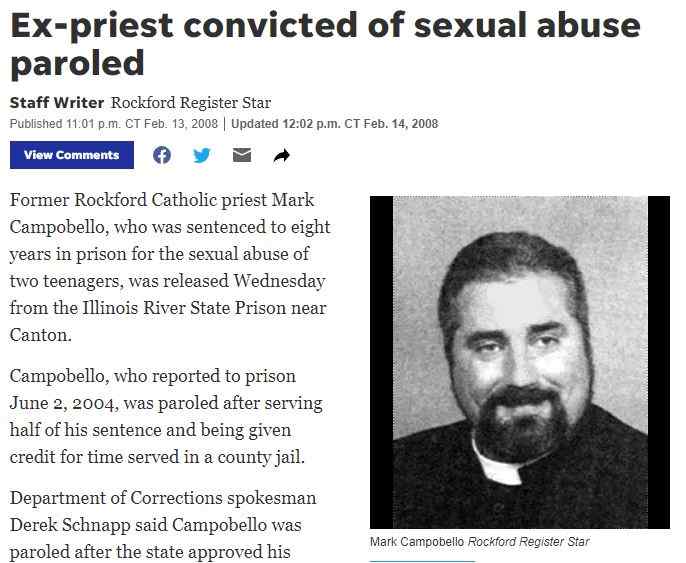 Ex-priest convicted of sexual abuse
paroled
Staff Writer Rockford Register Star
Published 11:01 p.m. CT Feb. 13, 2008 | Updated 12:02 p.m. CT Feb. 14, 2008
View Comments
Former Rockford Catholic priest Mark
Campobello, who was sentenced to eight
years in prison for the sexual abuse of
two teenagers, was released Wednesday
from the Illinois River State Prison near
Canton.
Campobello, who reported to prison
June 2, 2004, was paroled after serving
half of his sentence and being given
credit for time served in a county jail.
Department of Corrections spokesman
Derek Schnapp said Campobello was
paroled after the state approved his
Mark Campobello Rockford Register Star